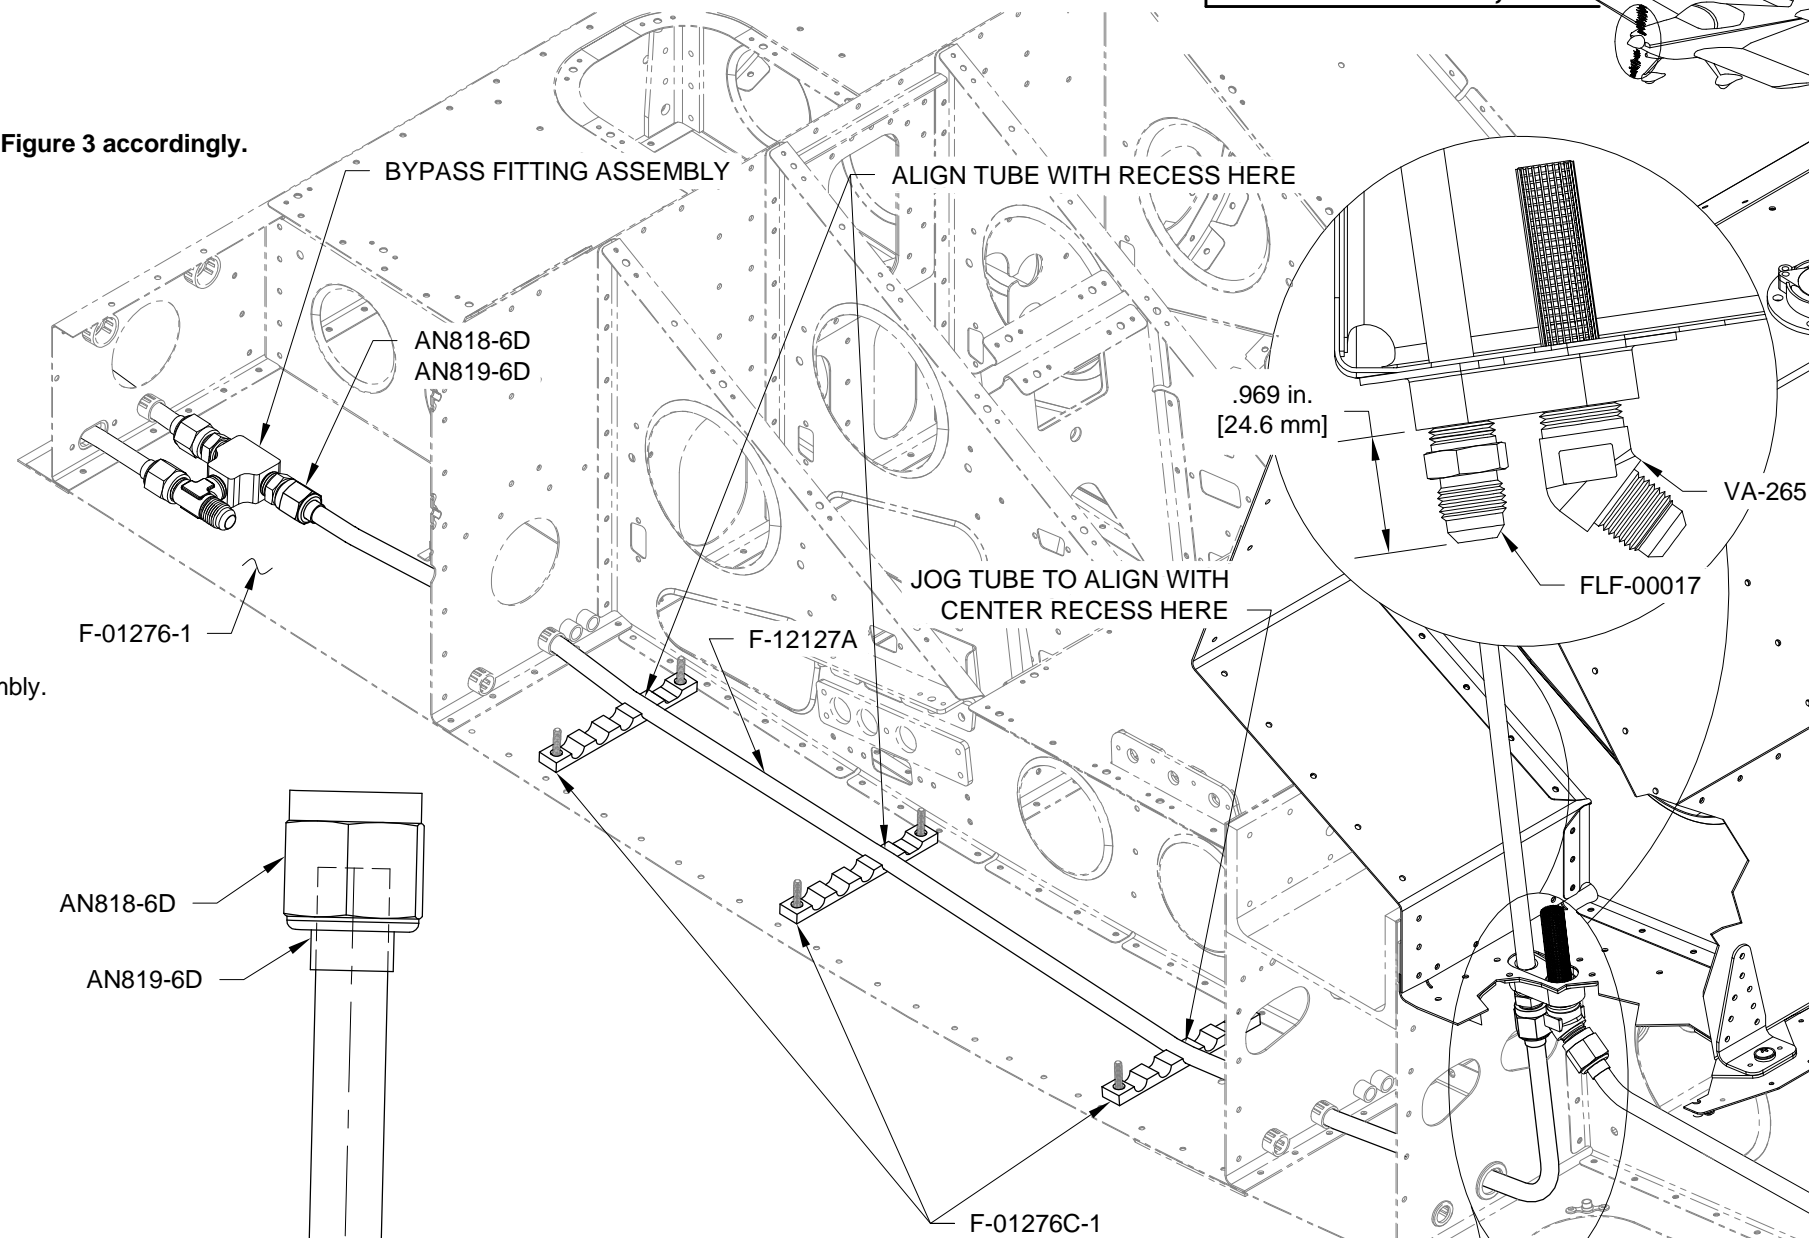 Figure 3 accordingly.
BYPASS FITTING ASSEMBLY
ALIGN TUBE WITH RECESS HERE
AN818-6D
AN819-6D
.969 in.
[24.6 mm]
VA-265
FLF-00017
JOG TUBE TO ALIGN WITH
CENTER RECESS HERE
F-01276-1
F-12127A
AN818-6D
AN819-6D
F-01276C-1